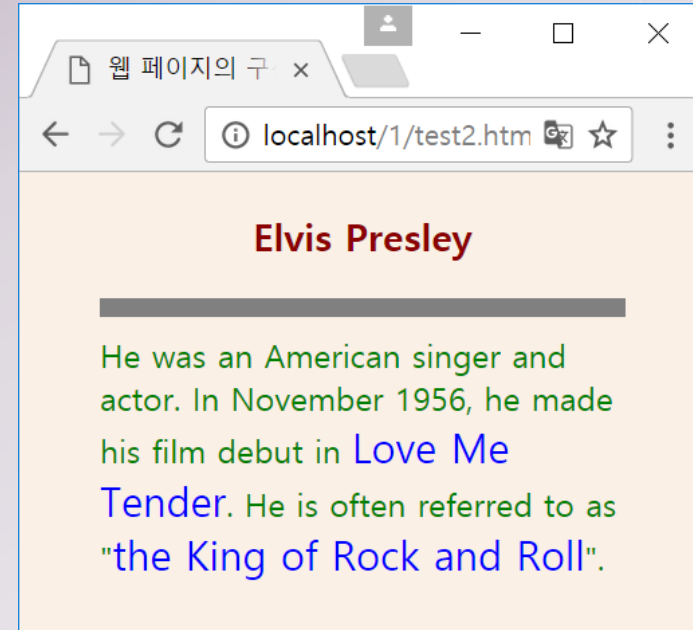 웹 페이지의 구
localhost/1/test2.htm
Elvis Presley
He was an American singer and
actor. In November 1956, he made
his film debut in Love Me
Tender. He is often referred to as
"the King of Rock and Roll".